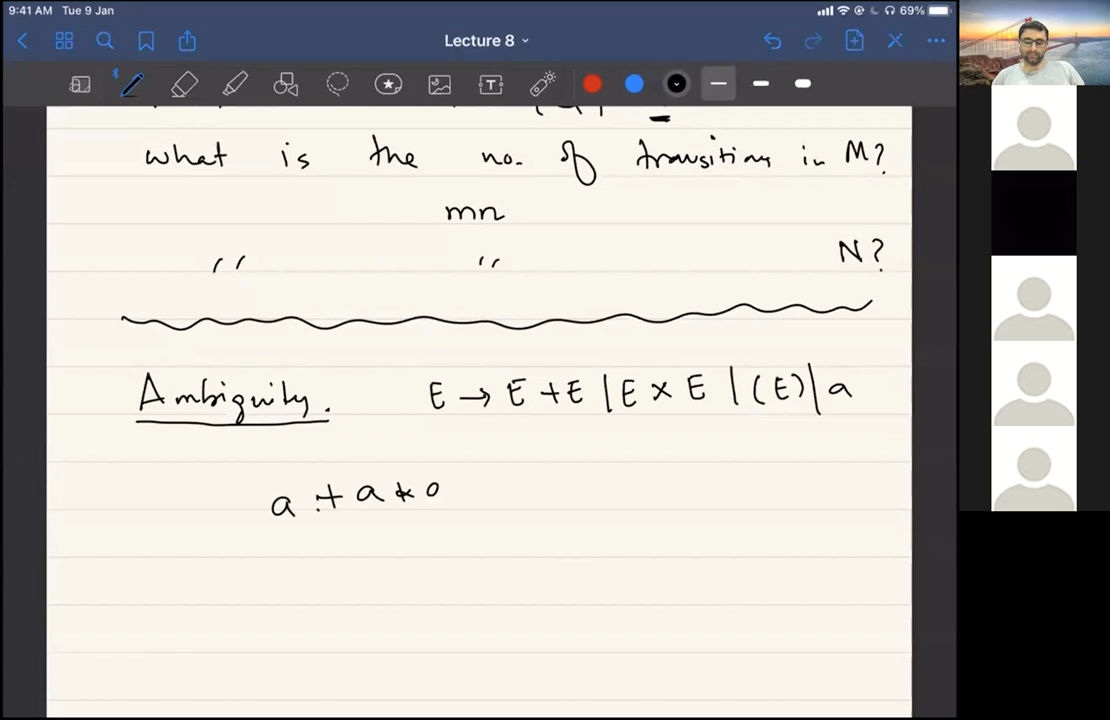 9:41 AM Tue 9 Jan
69%
Lecture 8
T
what is the no. of transitions in M?
mn
" " N?
Ambiguity. E → E + E | E × E | (E) | a
a + a *